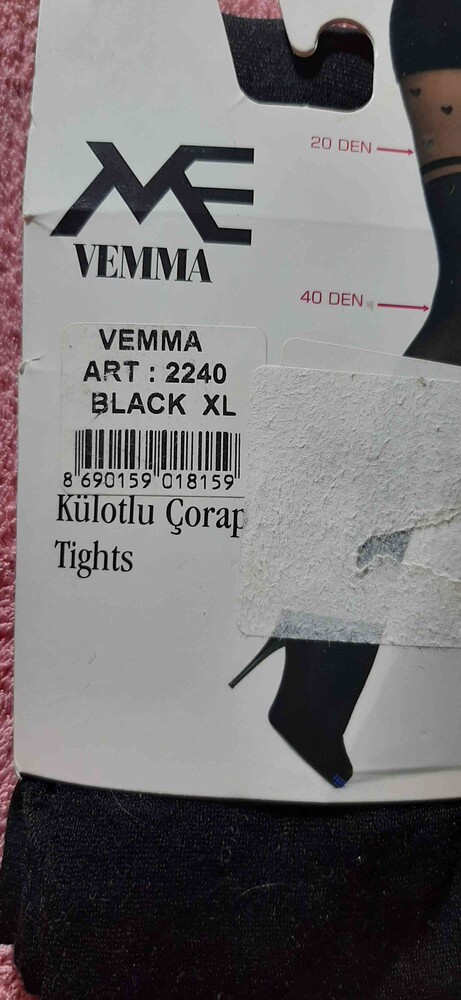 20 DEN
VEMMA
40 DEN
VEMMA
ART : 2240
BLACK XL
8 690159 018159
Külotlu Çorap
Tights